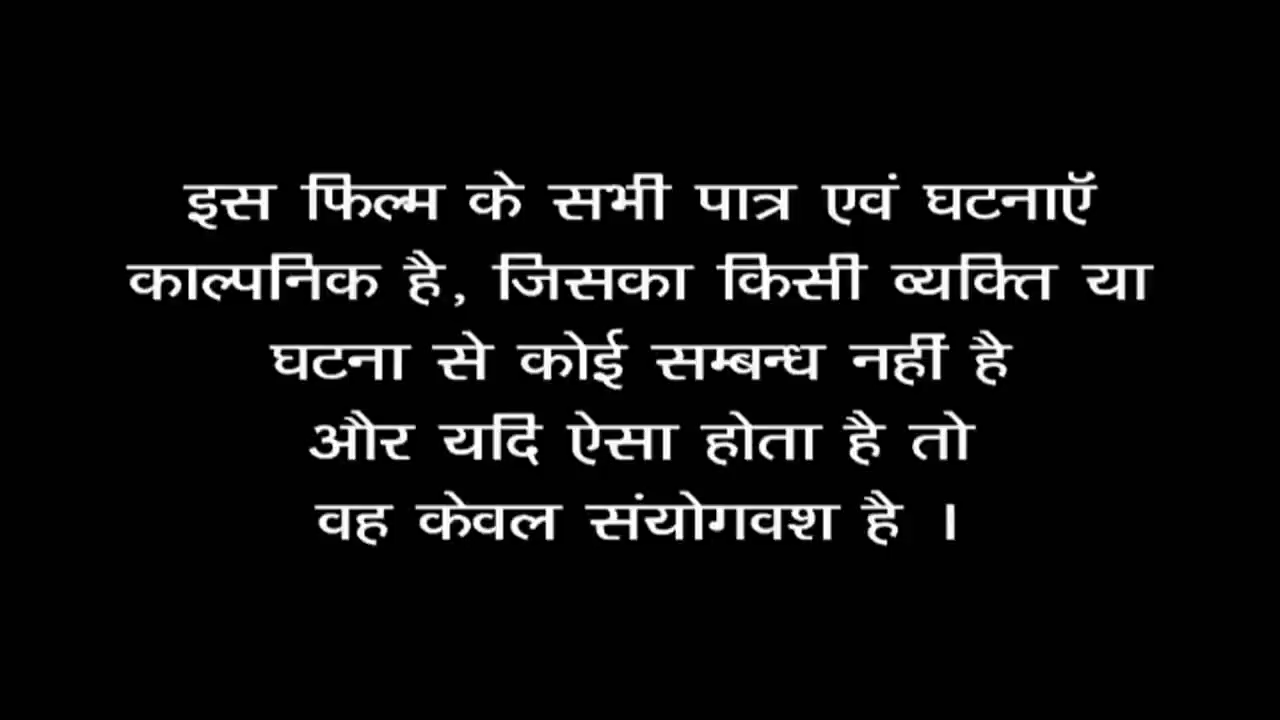 इस फिल्म के सभी पात्र एवं घटनाऍ
काल्पनिक है, जिसका किसी व्यक्ति या
घटना से कोई सम्बन्ध नहीं है
और यदि ऐसा होता है तो
वह केवल संयोगवश है ।